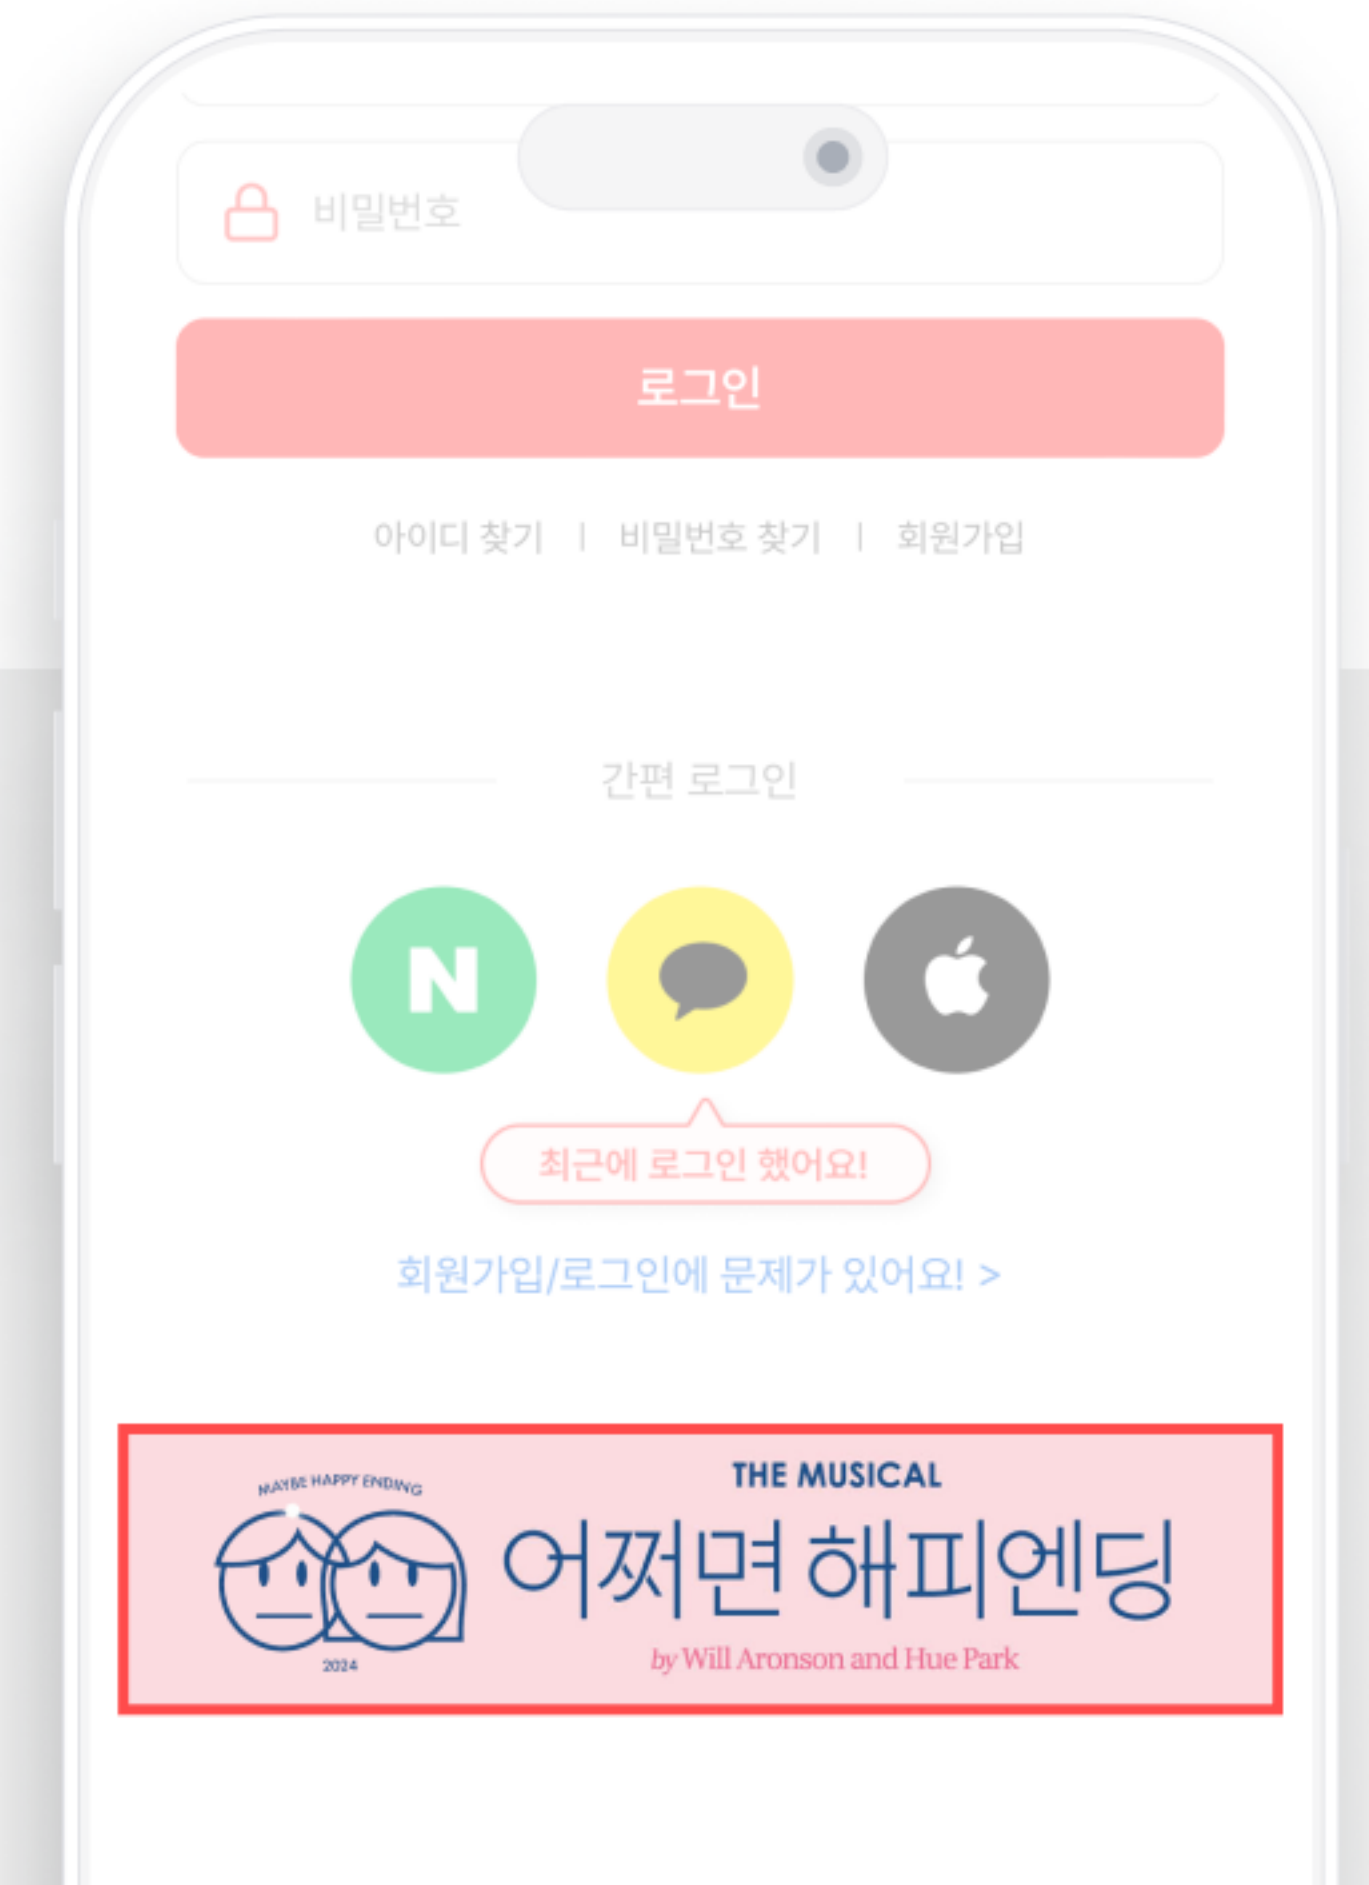 비밀번호
로그인
아이디 찾기 | 비밀번호 찾기 | 회원가입
간편 로그인
N
최근에 로그인 했어요!
회원가입/로그인에 문제가 있어요! >
MAYBE HAPPY ENDING
2024
THE MUSICAL
어쩌면 해피엔딩
by Will Aronson and Hue Park